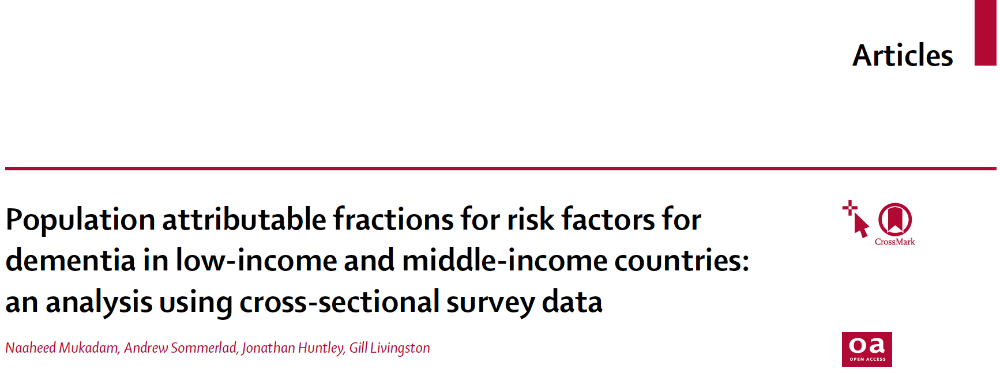 Articles
Population attributable fractions for risk factors for
dementia in low-income and middle-income countries:
an analysis using cross-sectional survey data
CrossMark
Naaheed Mukadam, Andrew Sommerlad, Jonathan Huntley, Gill Livingston
oa
OPEN ACCESS